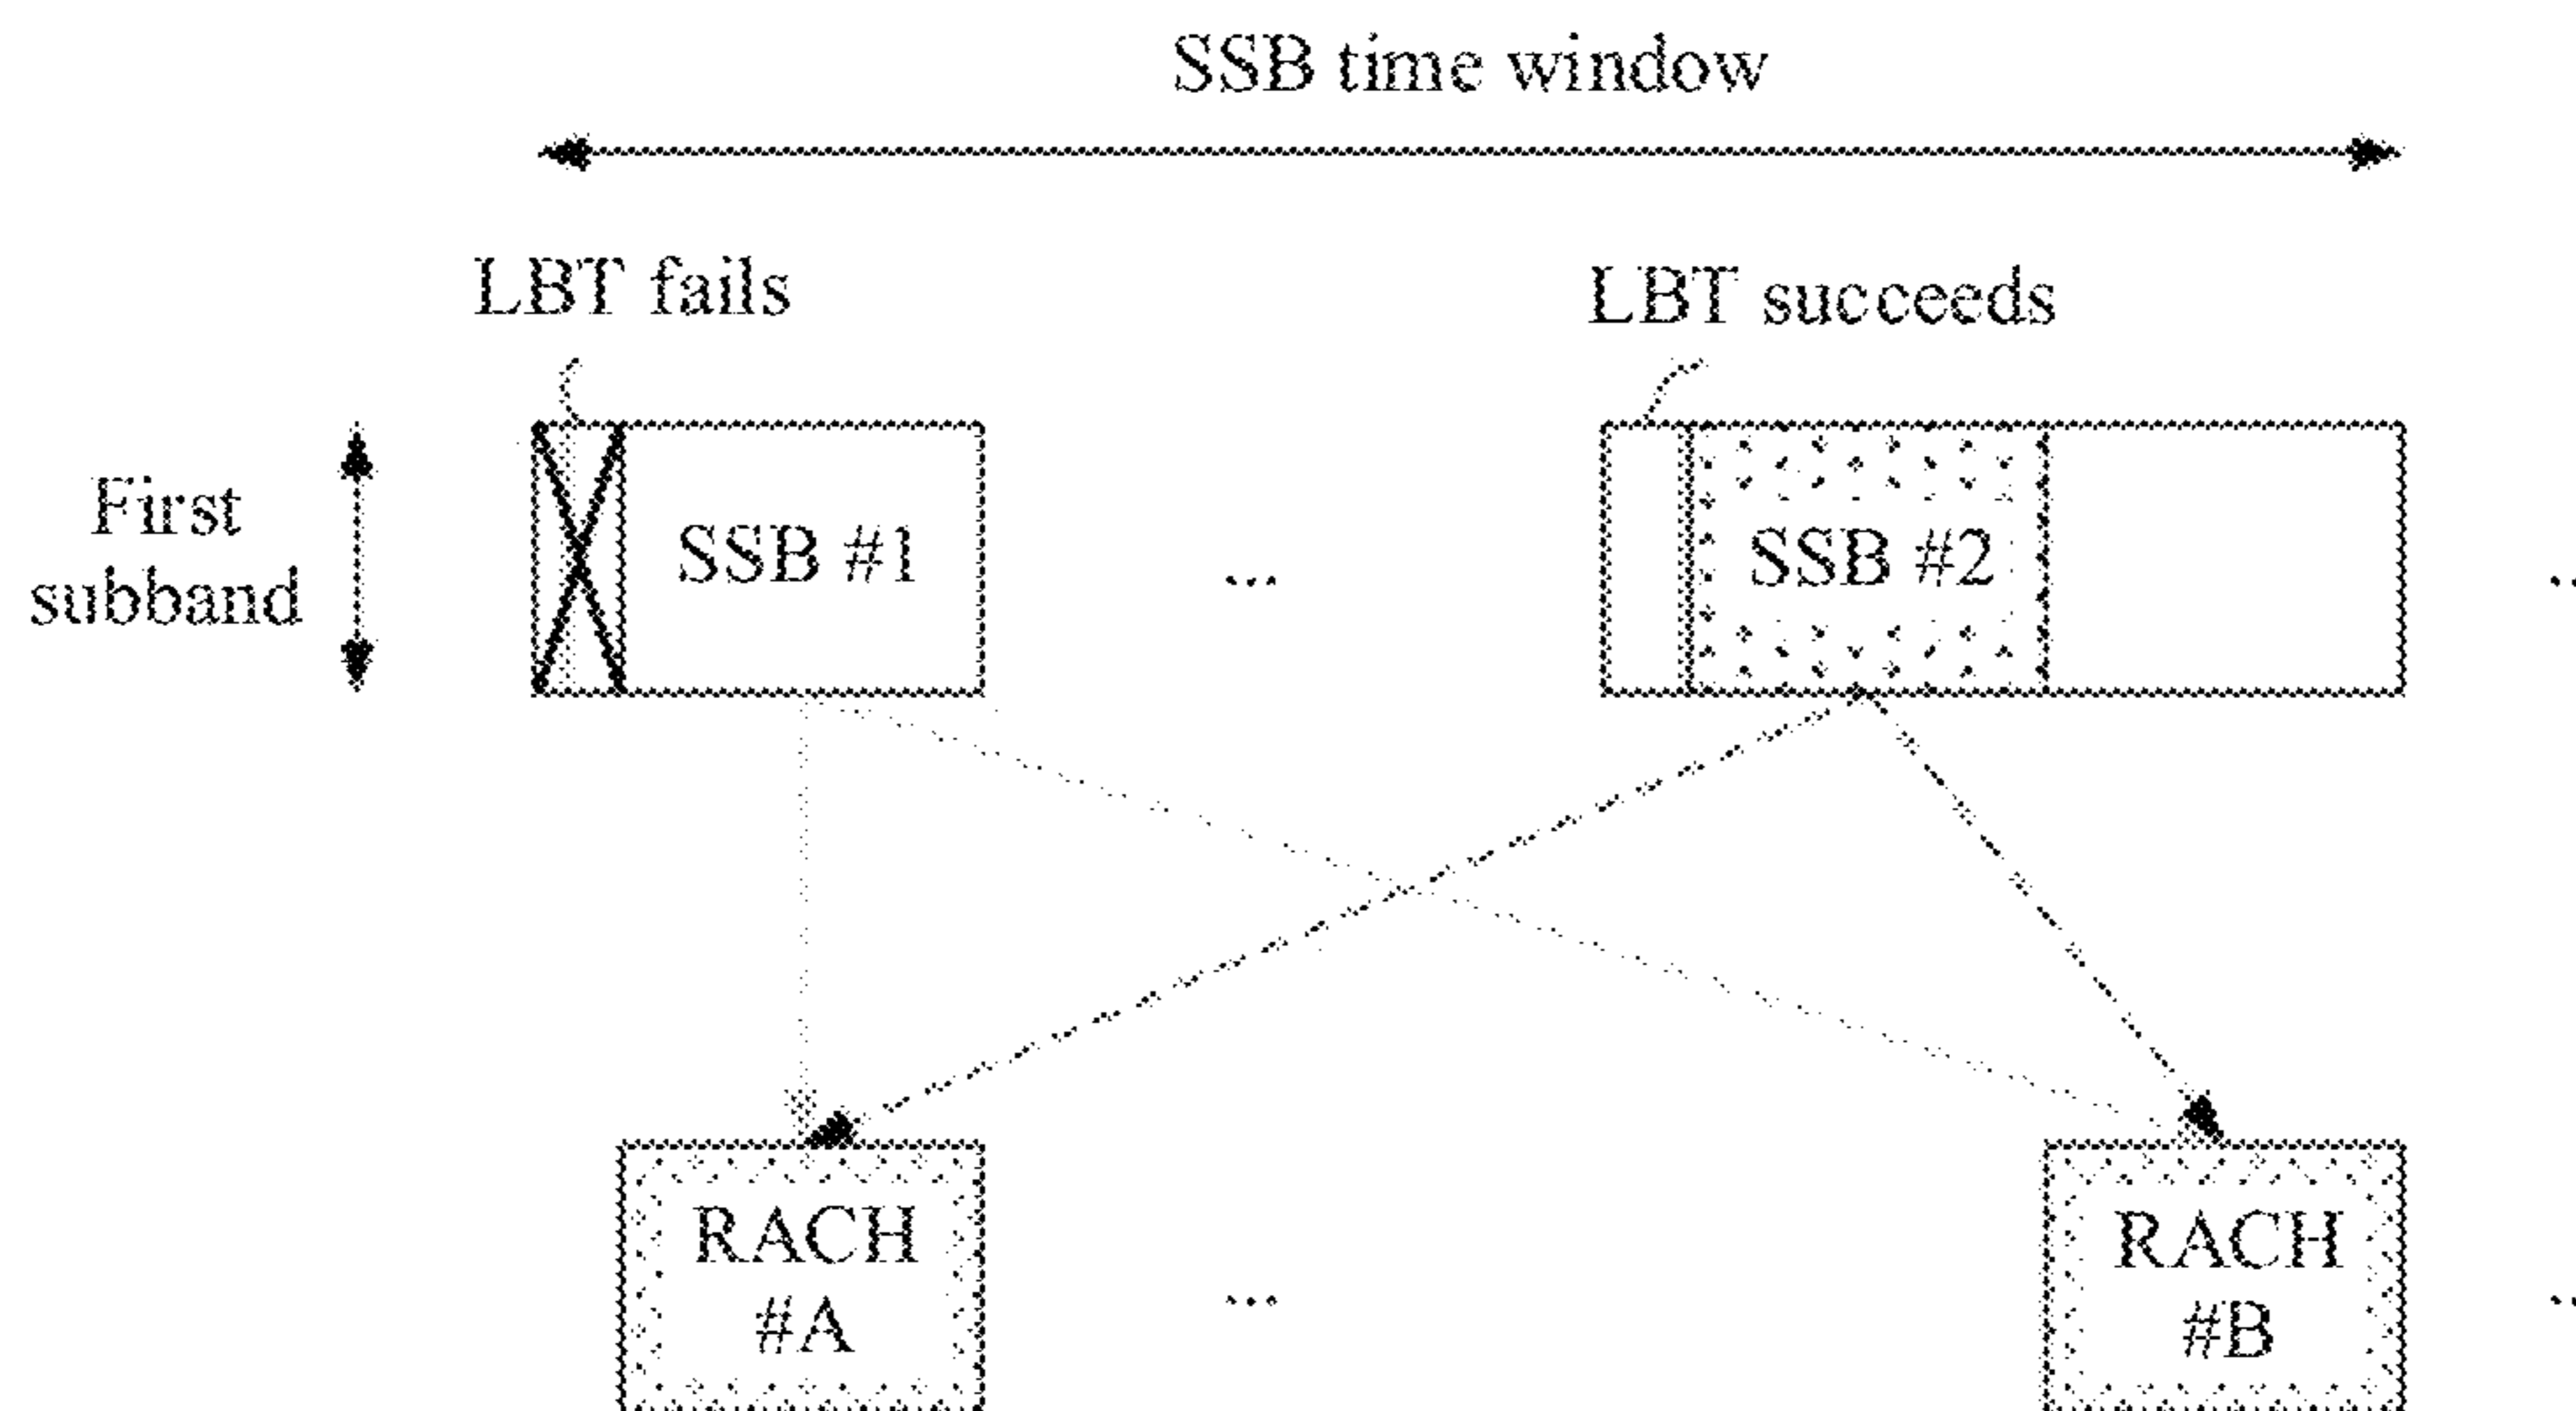 SSB time window
LBT fails
LBT succeeds
First
subband
SSB #1
...
SSB #2
..
RACH
#A
...
RACH
#B
..